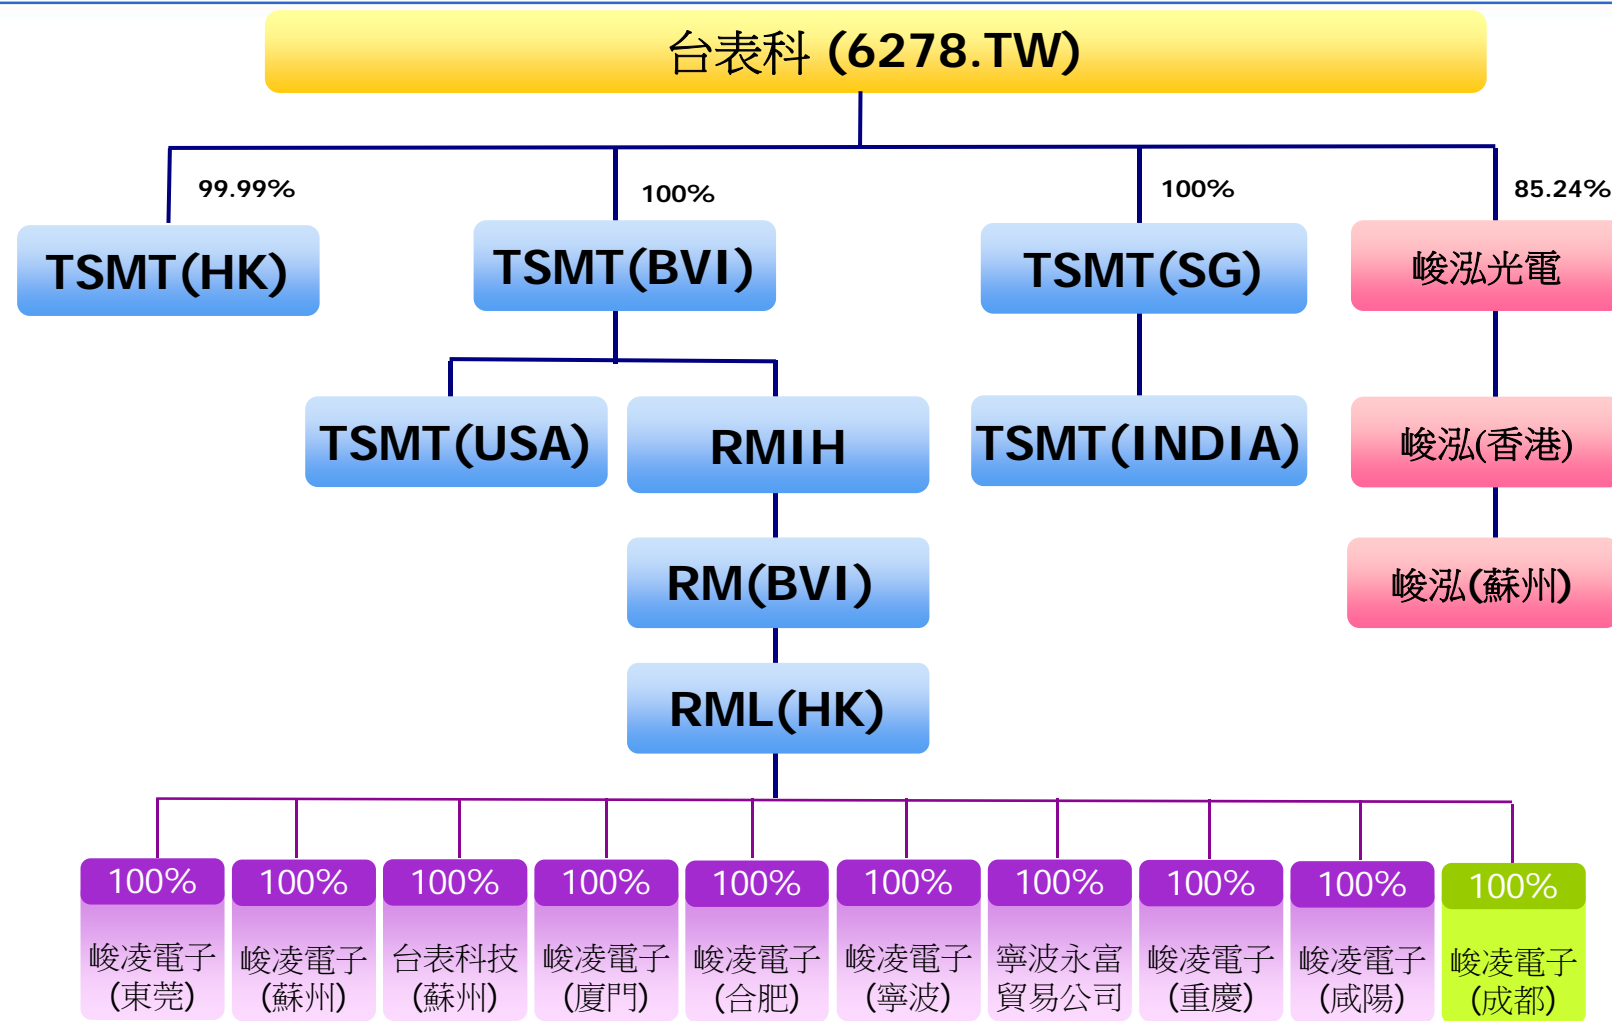 台表科 (6278.TW)
99.99%
100%
100%
85.24%
TSMT(HK)
TSMT(BVI)
TSMT(SG)
峻泓光電
TSMT(USA)
RMIH
TSMT(INDIA)
峻泓(香港)
RM(BVI)
峻泓(蘇州)
RML(HK)
100%
峻凌電子
(東莞)
100%
峻凌電子
(蘇州)
100%
台表科技
(蘇州)
100%
峻凌電子
(廈門)
100%
峻凌電子
(合肥)
100%
峻凌電子
(寧波)
100%
寧波永富
貿易公司
100%
峻凌電子
(重慶)
100%
峻凌電子
(咸陽)
100%
峻凌電子
(成都)